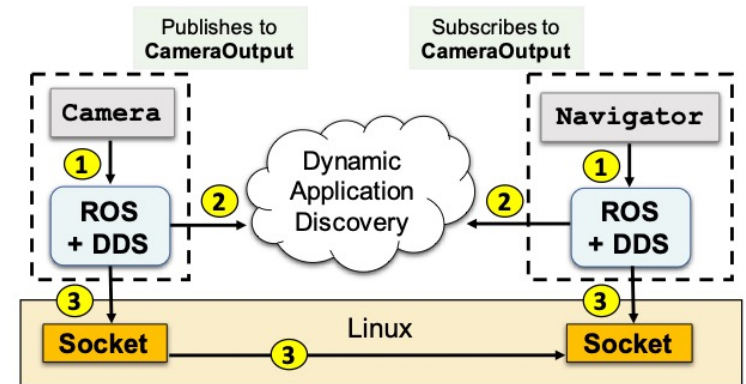 Publishes to
CameraOutput
Subscribes to
CameraOutput
Camera
Navigator
1
1
Dynamic
Application
Discovery
2
2
ROS
+ DDS
ROS
+ DDS
3
3
Linux
Socket
3
Socket